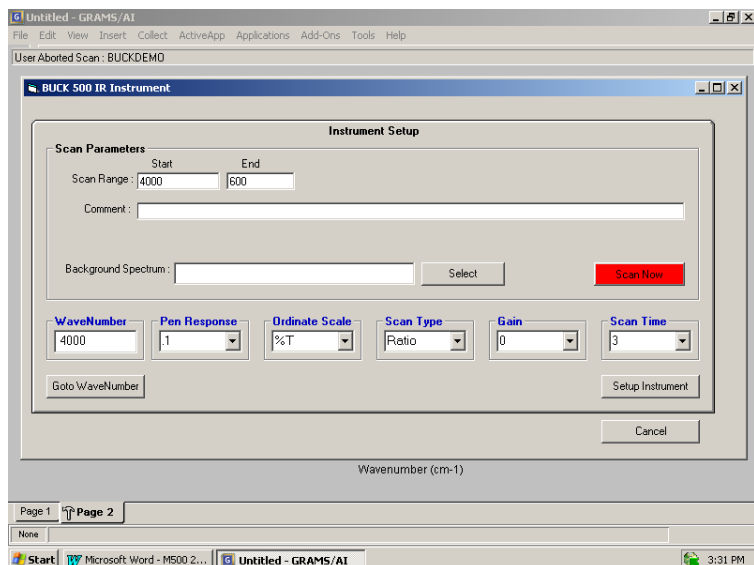 Untitled - GRAMS/AI
File Edit View Insert Collect ActiveApp Applications Add-Ons Tools Help
User Aborted Scan : BUCKDEMO
BUCK 500 IR Instrument
Instrument Setup
Scan Parameters
Start End
Scan Range : 4000 600
Comment :
Background Spectrum : Select Scan Now
WaveNumber Pen Response Ordinate Scale Scan Type Gain Scan Time
4000 .1 %T Ratio 0 3
Goto WaveNumber Setup Instrument
Cancel
Wavenumber (cm-1)
Page 1 Page 2
None
Start Microsoft Word - M500 2... Untitled - GRAMS/AI 3:31 PM